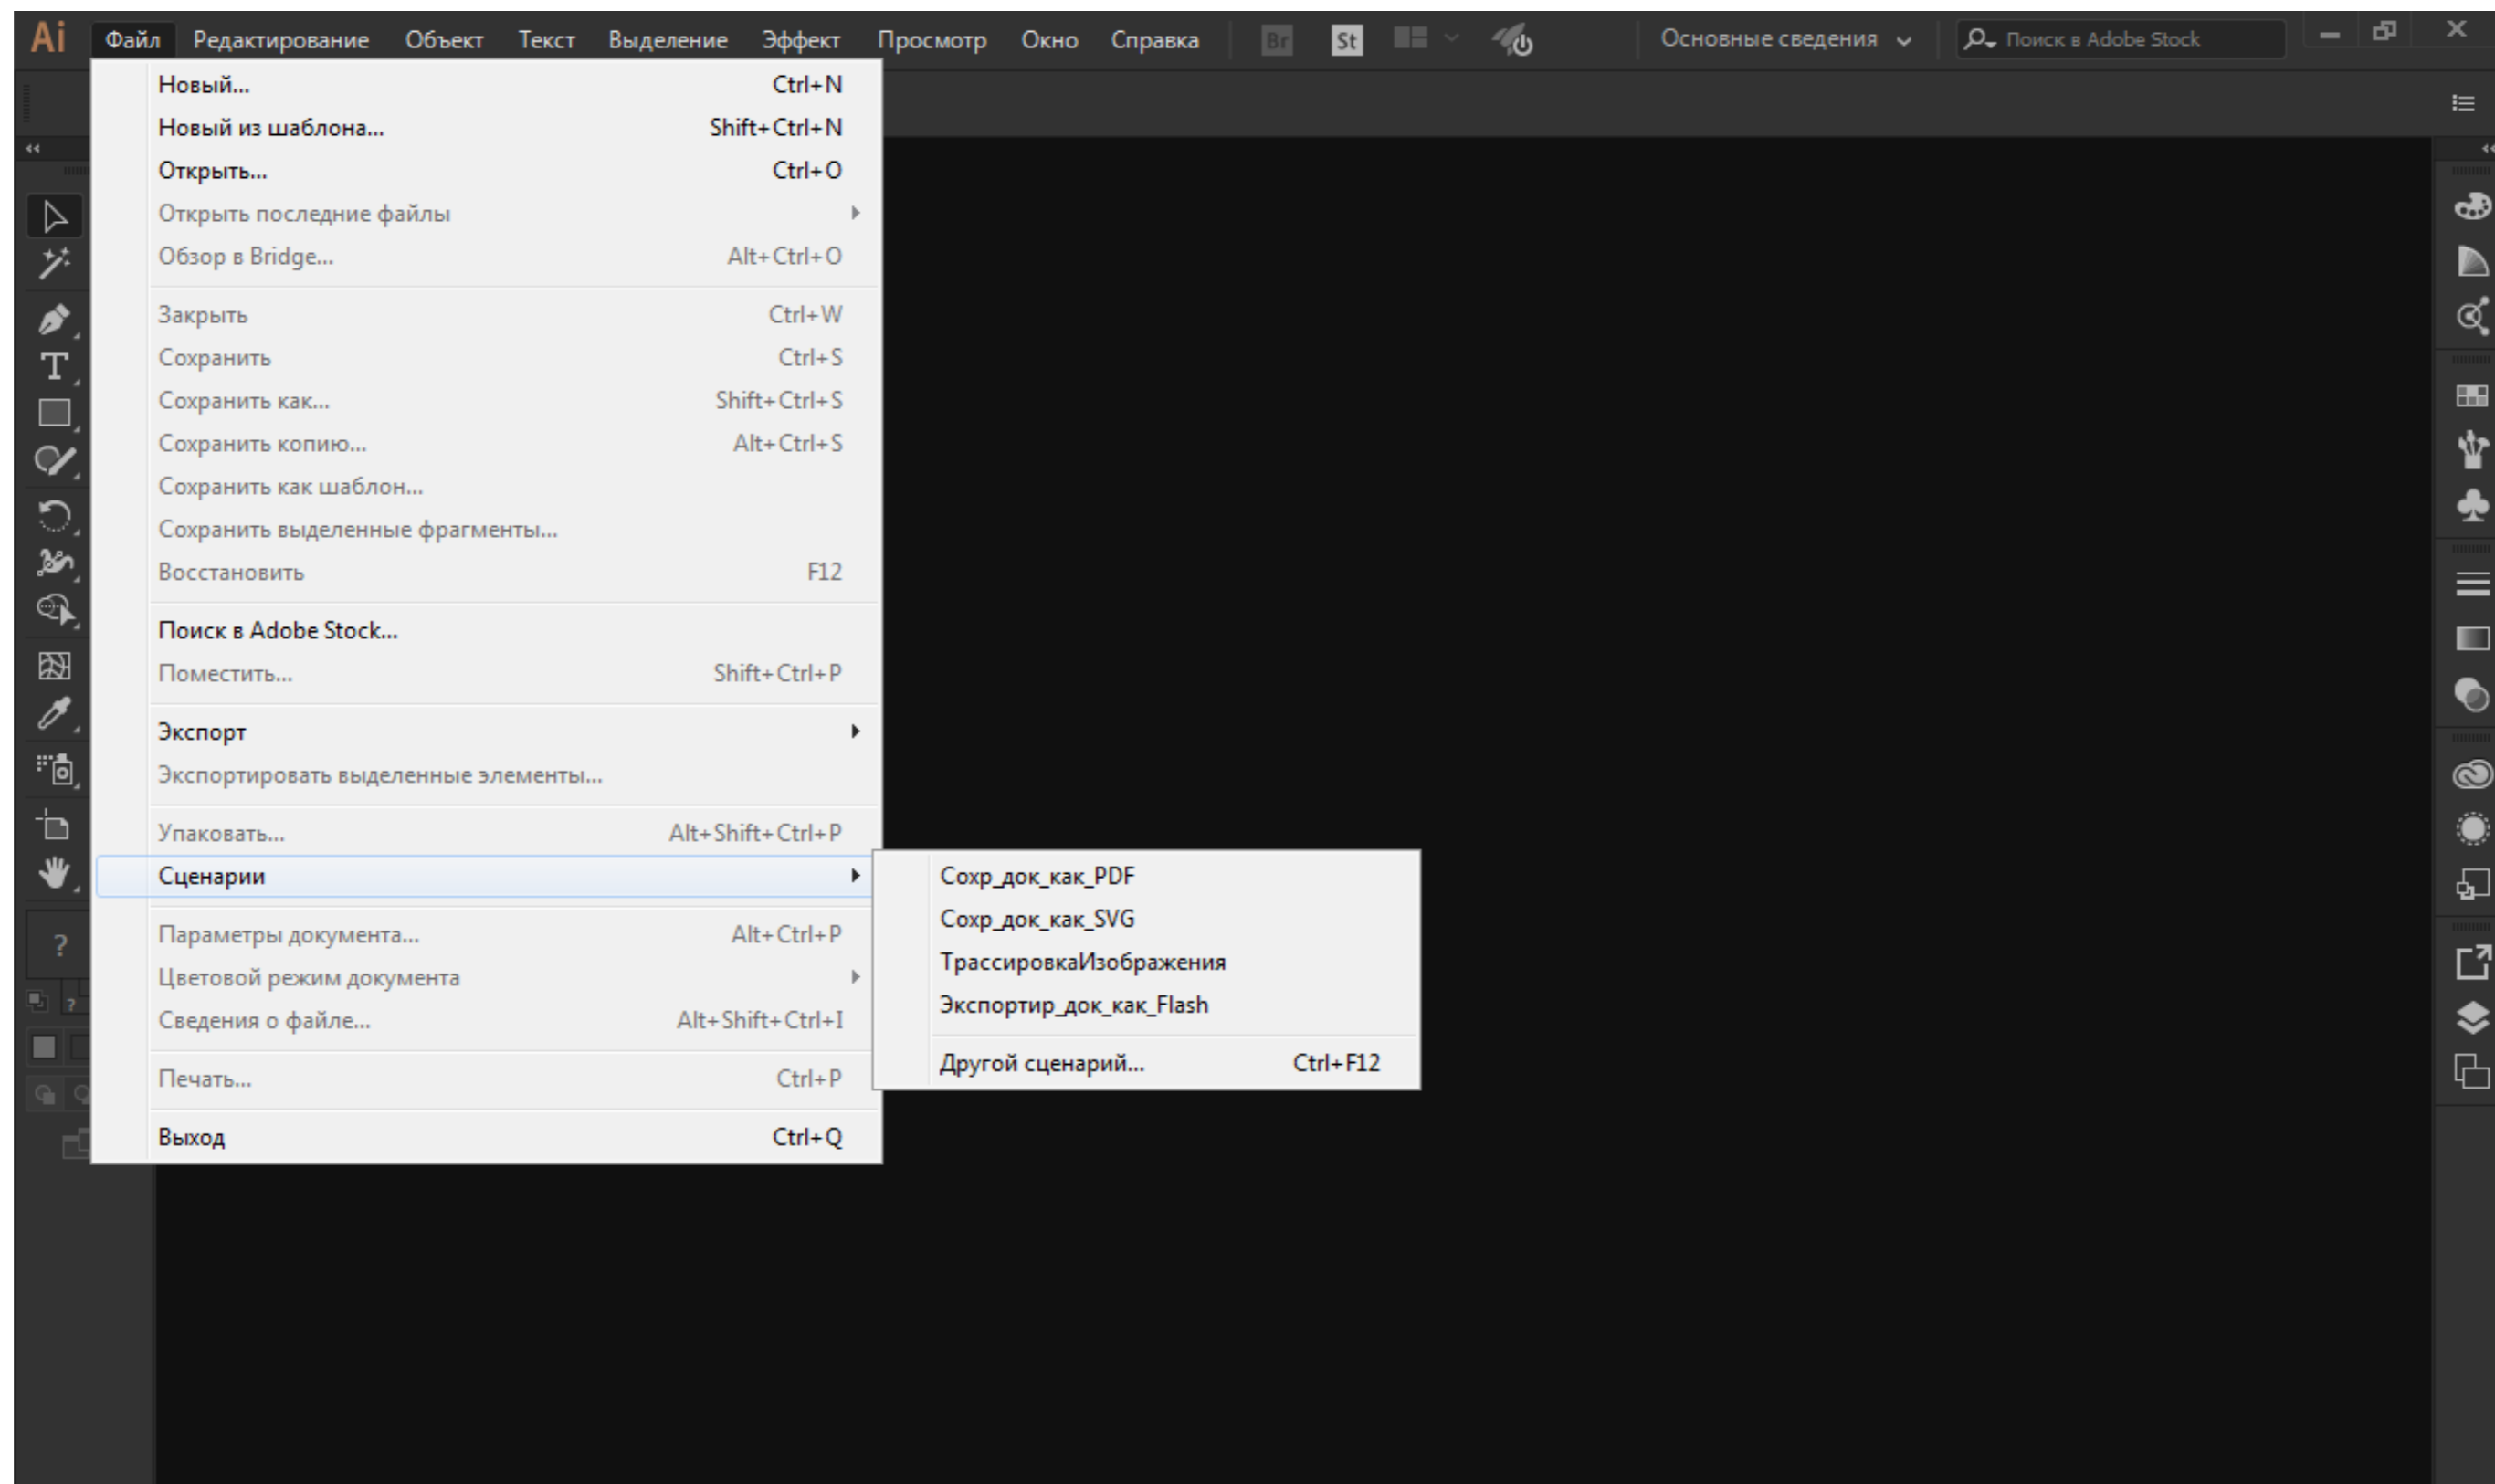 Ai Файл Редактирование Объект Текст Выделение Эффект Просмотр Окно Справка Br St Основные сведения Поиск в Adobe Stock
Новый... Ctrl+N
Новый из шаблона... Shift+Ctrl+N
Открыть... Ctrl+O
Открыть последние файлы
Обзор в Bridge... Alt+Ctrl+O
Закрыть Ctrl+W
Сохранить Ctrl+S
Сохранить как... Shift+Ctrl+S
Сохранить копию... Alt+Ctrl+S
Сохранить как шаблон...
Сохранить выделенные фрагменты...
Восстановить F12
Поиск в Adobe Stock...
Поместить... Shift+Ctrl+P
Экспорт
Экспортировать выделенные элементы...
Упаковать... Alt+Shift+Ctrl+P
Сценарии
Параметры документа... Alt+Ctrl+P
Цветовой режим документа
Сведения о файле... Alt+Shift+Ctrl+I
Печать... Ctrl+P
Выход Ctrl+Q
Сохр_док_как_PDF
Сохр_док_как_SVG
ТрассировкаИзображения
Экспортир_док_как_Flash
Другой сценарий... Ctrl+F12